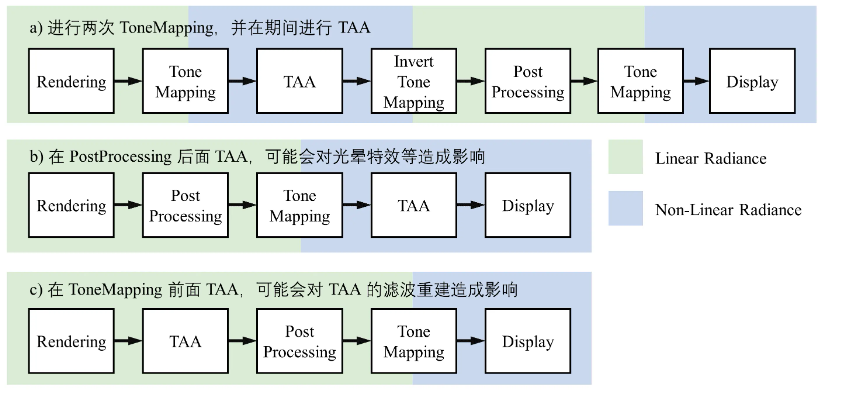 a) 进行两次 ToneMapping，并在期间进行 TAA
Rendering
Tone
Mapping
TAA
Invert
Tone
Mapping
Post
Processing
Tone
Mapping
Display
b) 在 PostProcessing 后面 TAA，可能会对光晕特效等造成影响
Rendering
Post
Processing
Tone
Mapping
TAA
Display
Linear Radiance
Non-Linear Radiance
c) 在 ToneMapping 前面 TAA，可能会对 TAA 的滤波重建造成影响
Rendering
TAA
Post
Processing
Tone
Mapping
Display